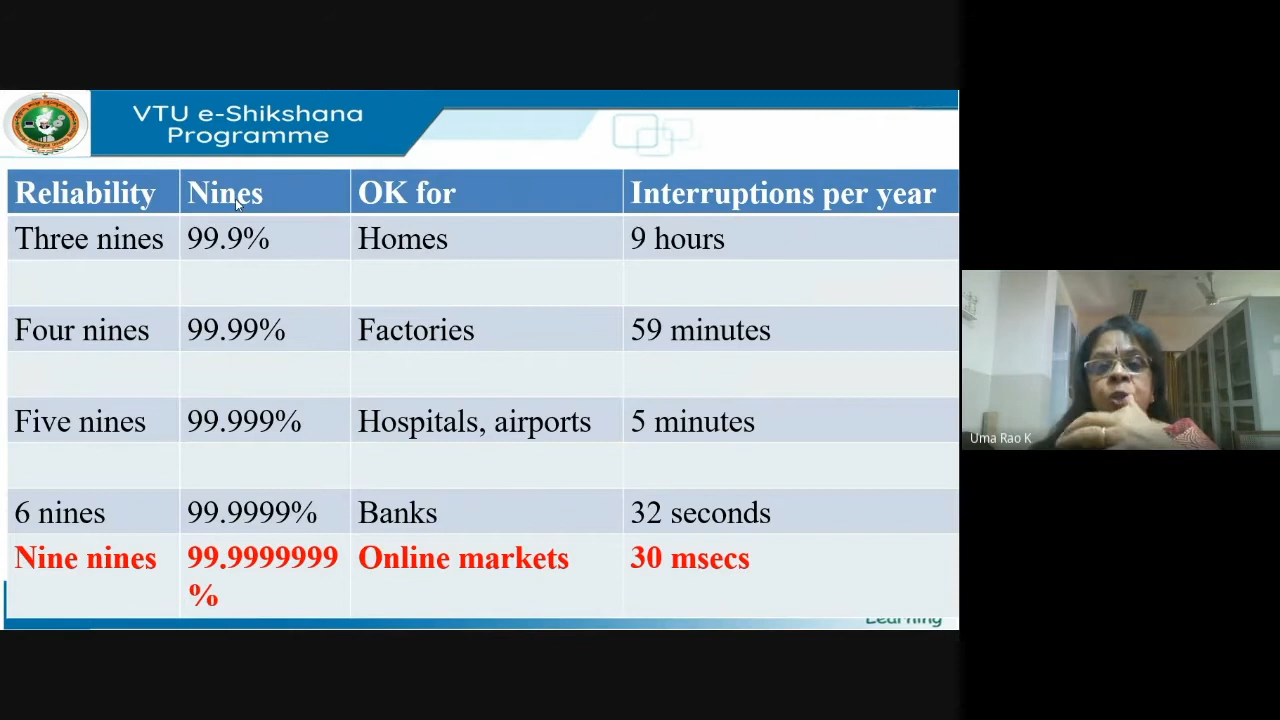 VTU e-Shikshana
Programme
Reliability Nines OK for Interruptions per year
Three nines 99.9% Homes 9 hours
Four nines 99.99% Factories 59 minutes
Five nines 99.999% Hospitals, airports 5 minutes
6 nines 99.9999% Banks 32 seconds
Nine nines 99.9999999 Online markets 30 msecs
%
Learning
Uma Rao K